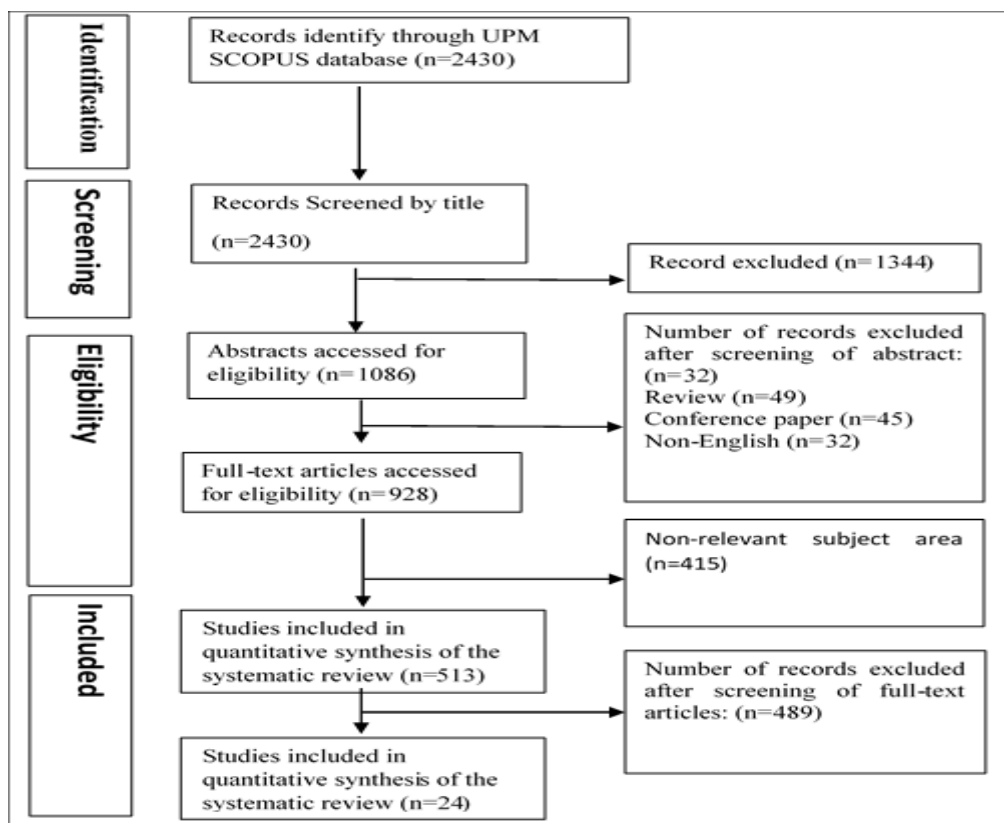 Identification
Records identify through UPM
SCOPUS database (n=2430)
Screening
Records Screened by title
(n=2430)
Record excluded (n=1344)
Eligibility
Abstracts accessed for
eligibility (n=1086)
Number of records excluded
after screening of abstract:
(n=32)
Review (n=49)
Conference paper (n=45)
Non-English (n=32)
Full-text articles accessed
for eligibility (n=928)
Non-relevant subject area
(n=415)
Included
Studies included in
quantitative synthesis of the
systematic review (n=513)
Number of records excluded
after screening of full-text
articles: (n=489)
Studies included in
quantitative synthesis of the
systematic review (n=24)